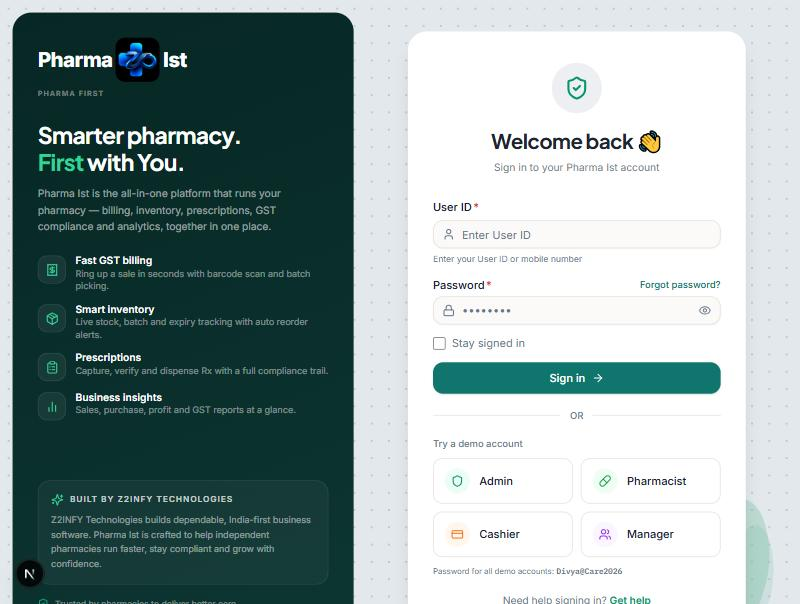 Pharma Ist
PHARMA FIRST
Smarter pharmacy.
First with You.
Pharma Ist is the all-in-one platform that runs your
pharmacy — billing, inventory, prescriptions, GST
compliance and analytics, together in one place.
Fast GST billing
Ring up a sale in seconds with barcode scan and batch
picking.
Smart inventory
Live stock, batch and expiry tracking with auto reorder
alerts.
Prescriptions
Capture, verify and dispense Rx with a full compliance trail.
Business insights
Sales, purchase, profit and GST reports at a glance.
BUILT BY Z2INFY TECHNOLOGIES
Z2INFY Technologies builds dependable, India-first business
software. Pharma Ist is crafted to help independent
pharmacies run faster, stay compliant and grow with
confidence.
N
Trusted by pharmacies to deliver better care
Welcome back 👋
Sign in to your Pharma Ist account
User ID *
Enter User ID
Enter your User ID or mobile number
Password *
Forgot password?
••••••••
Stay signed in
Sign in →
OR
Try a demo account
Admin
Pharmacist
Cashier
Manager
Password for all demo accounts: Divya@Care2026
Need help signing in? Get help